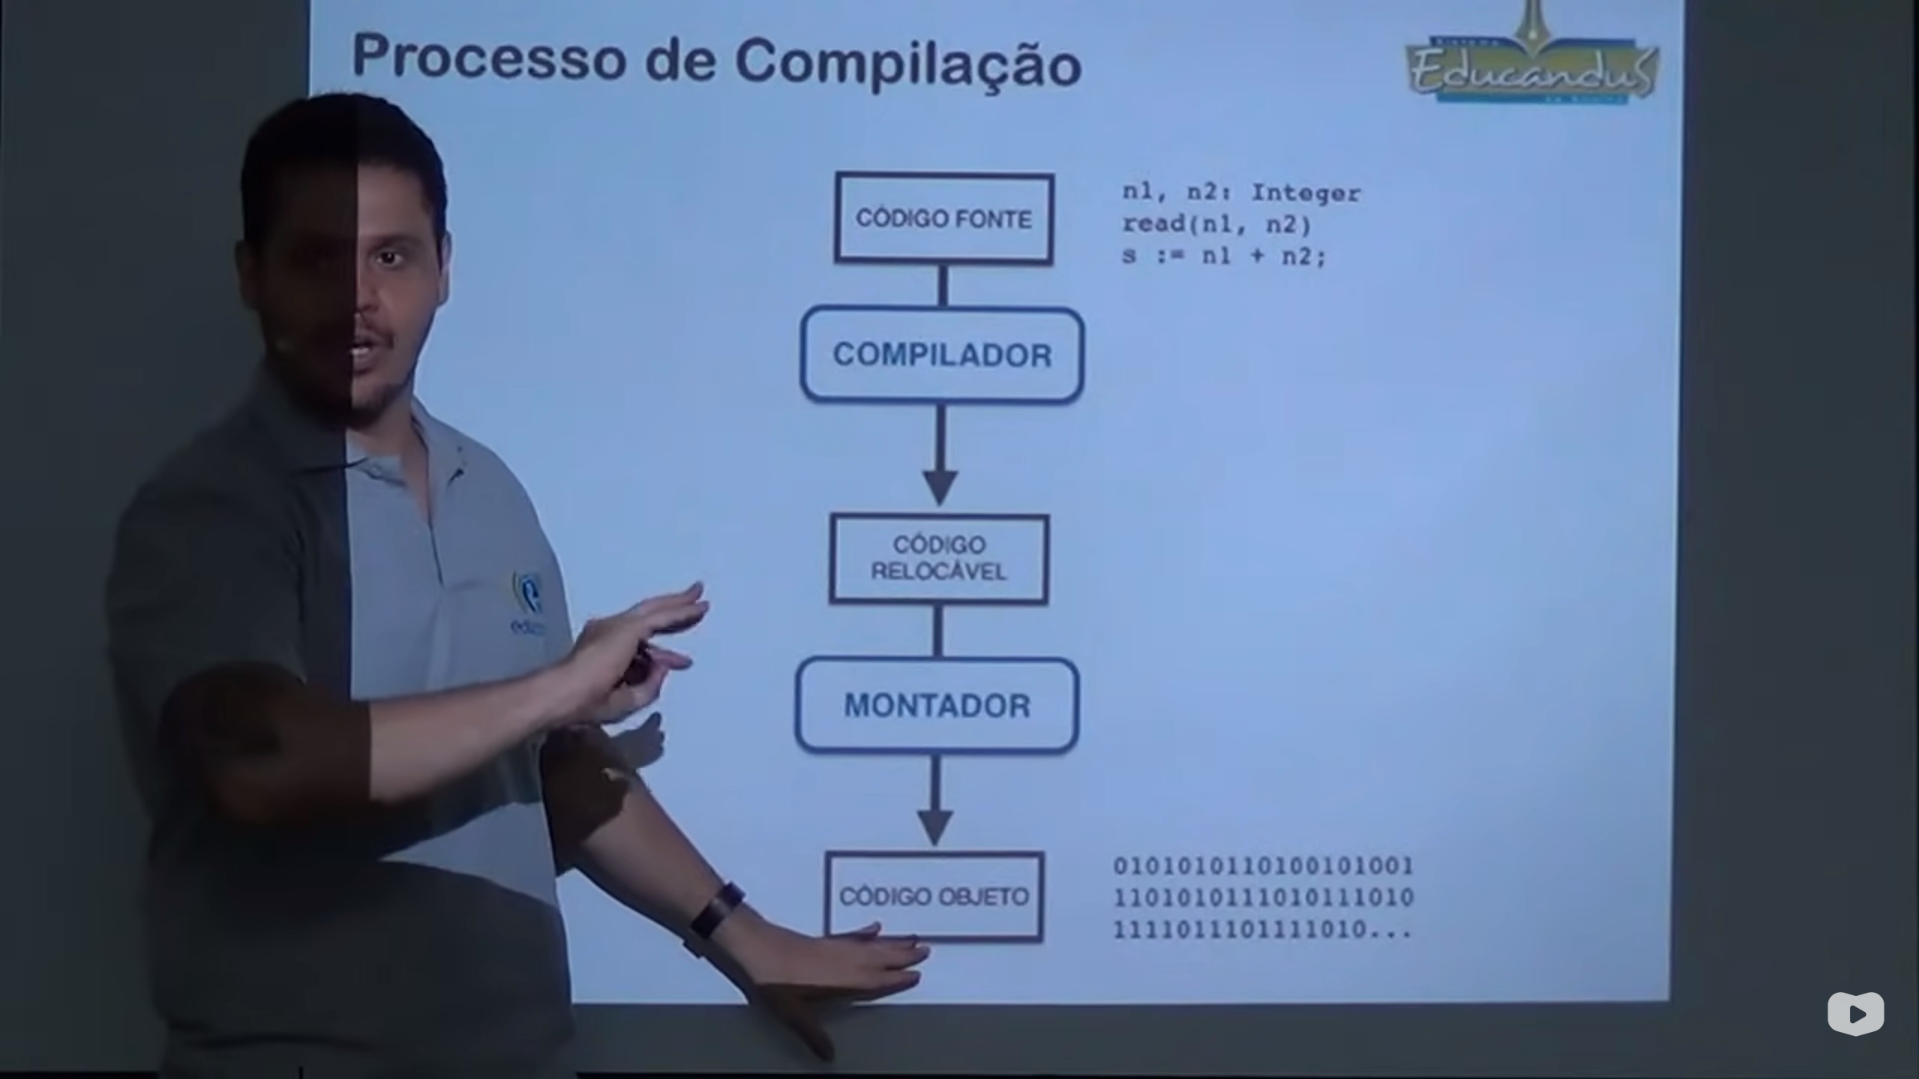 Processo de Compilação
Educandus
CÓDIGO FONTE
n1, n2: Integer
read(n1, n2)
s := n1 + n2;
COMPILADOR
CÓDIGO
RELOCÁVEL
MONTADOR
CÓDIGO OBJETO
0101010110100101001
1101010111010111010
1111011101111010...